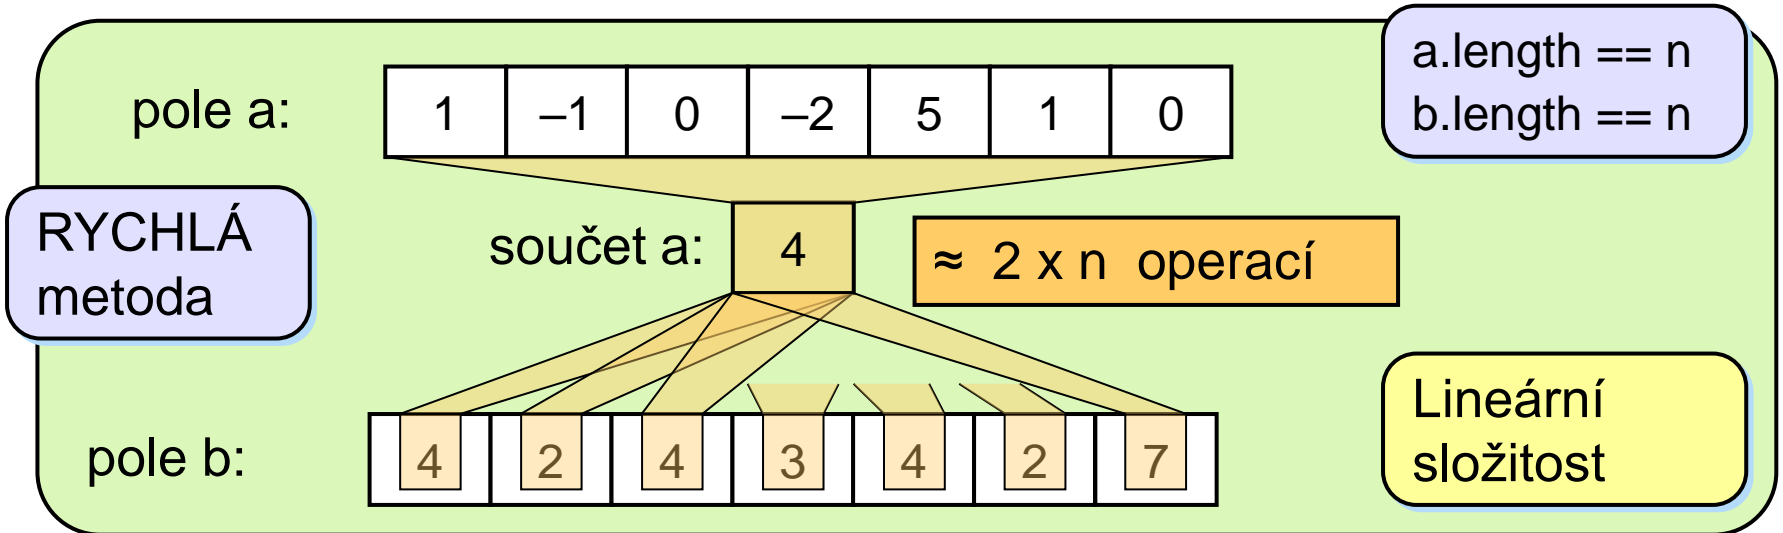 a.length == n
b.length == n
pole a: 1 –1 0 –2 5 1 0
RYCHLÁ
metoda
součet a: 4
≈ 2 x n operací
Lineární
složitost
pole b: 4 2 4 3 4 2 7